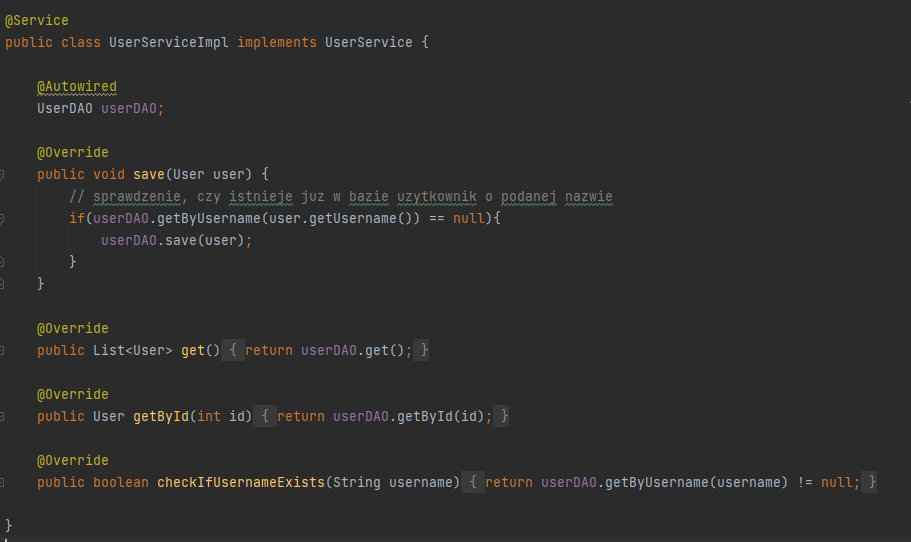 @Service
public class UserServiceImpl implements UserService {
@Autowired
UserDAO userDAO;
@Override
public void save(User user) {
// sprawdzenie, czy istnieje juz w bazie uzytkownik o podanej nazwie
if(userDAO.getByUsername(user.getUsername()) == null){
userDAO.save(user);
}
}
@Override
public List<User> get() { return userDAO.get(); }
@Override
public User getById(int id) { return userDAO.getById(id); }
@Override
public boolean checkIfUsernameExists(String username) { return userDAO.getByUsername(username) != null; }
}